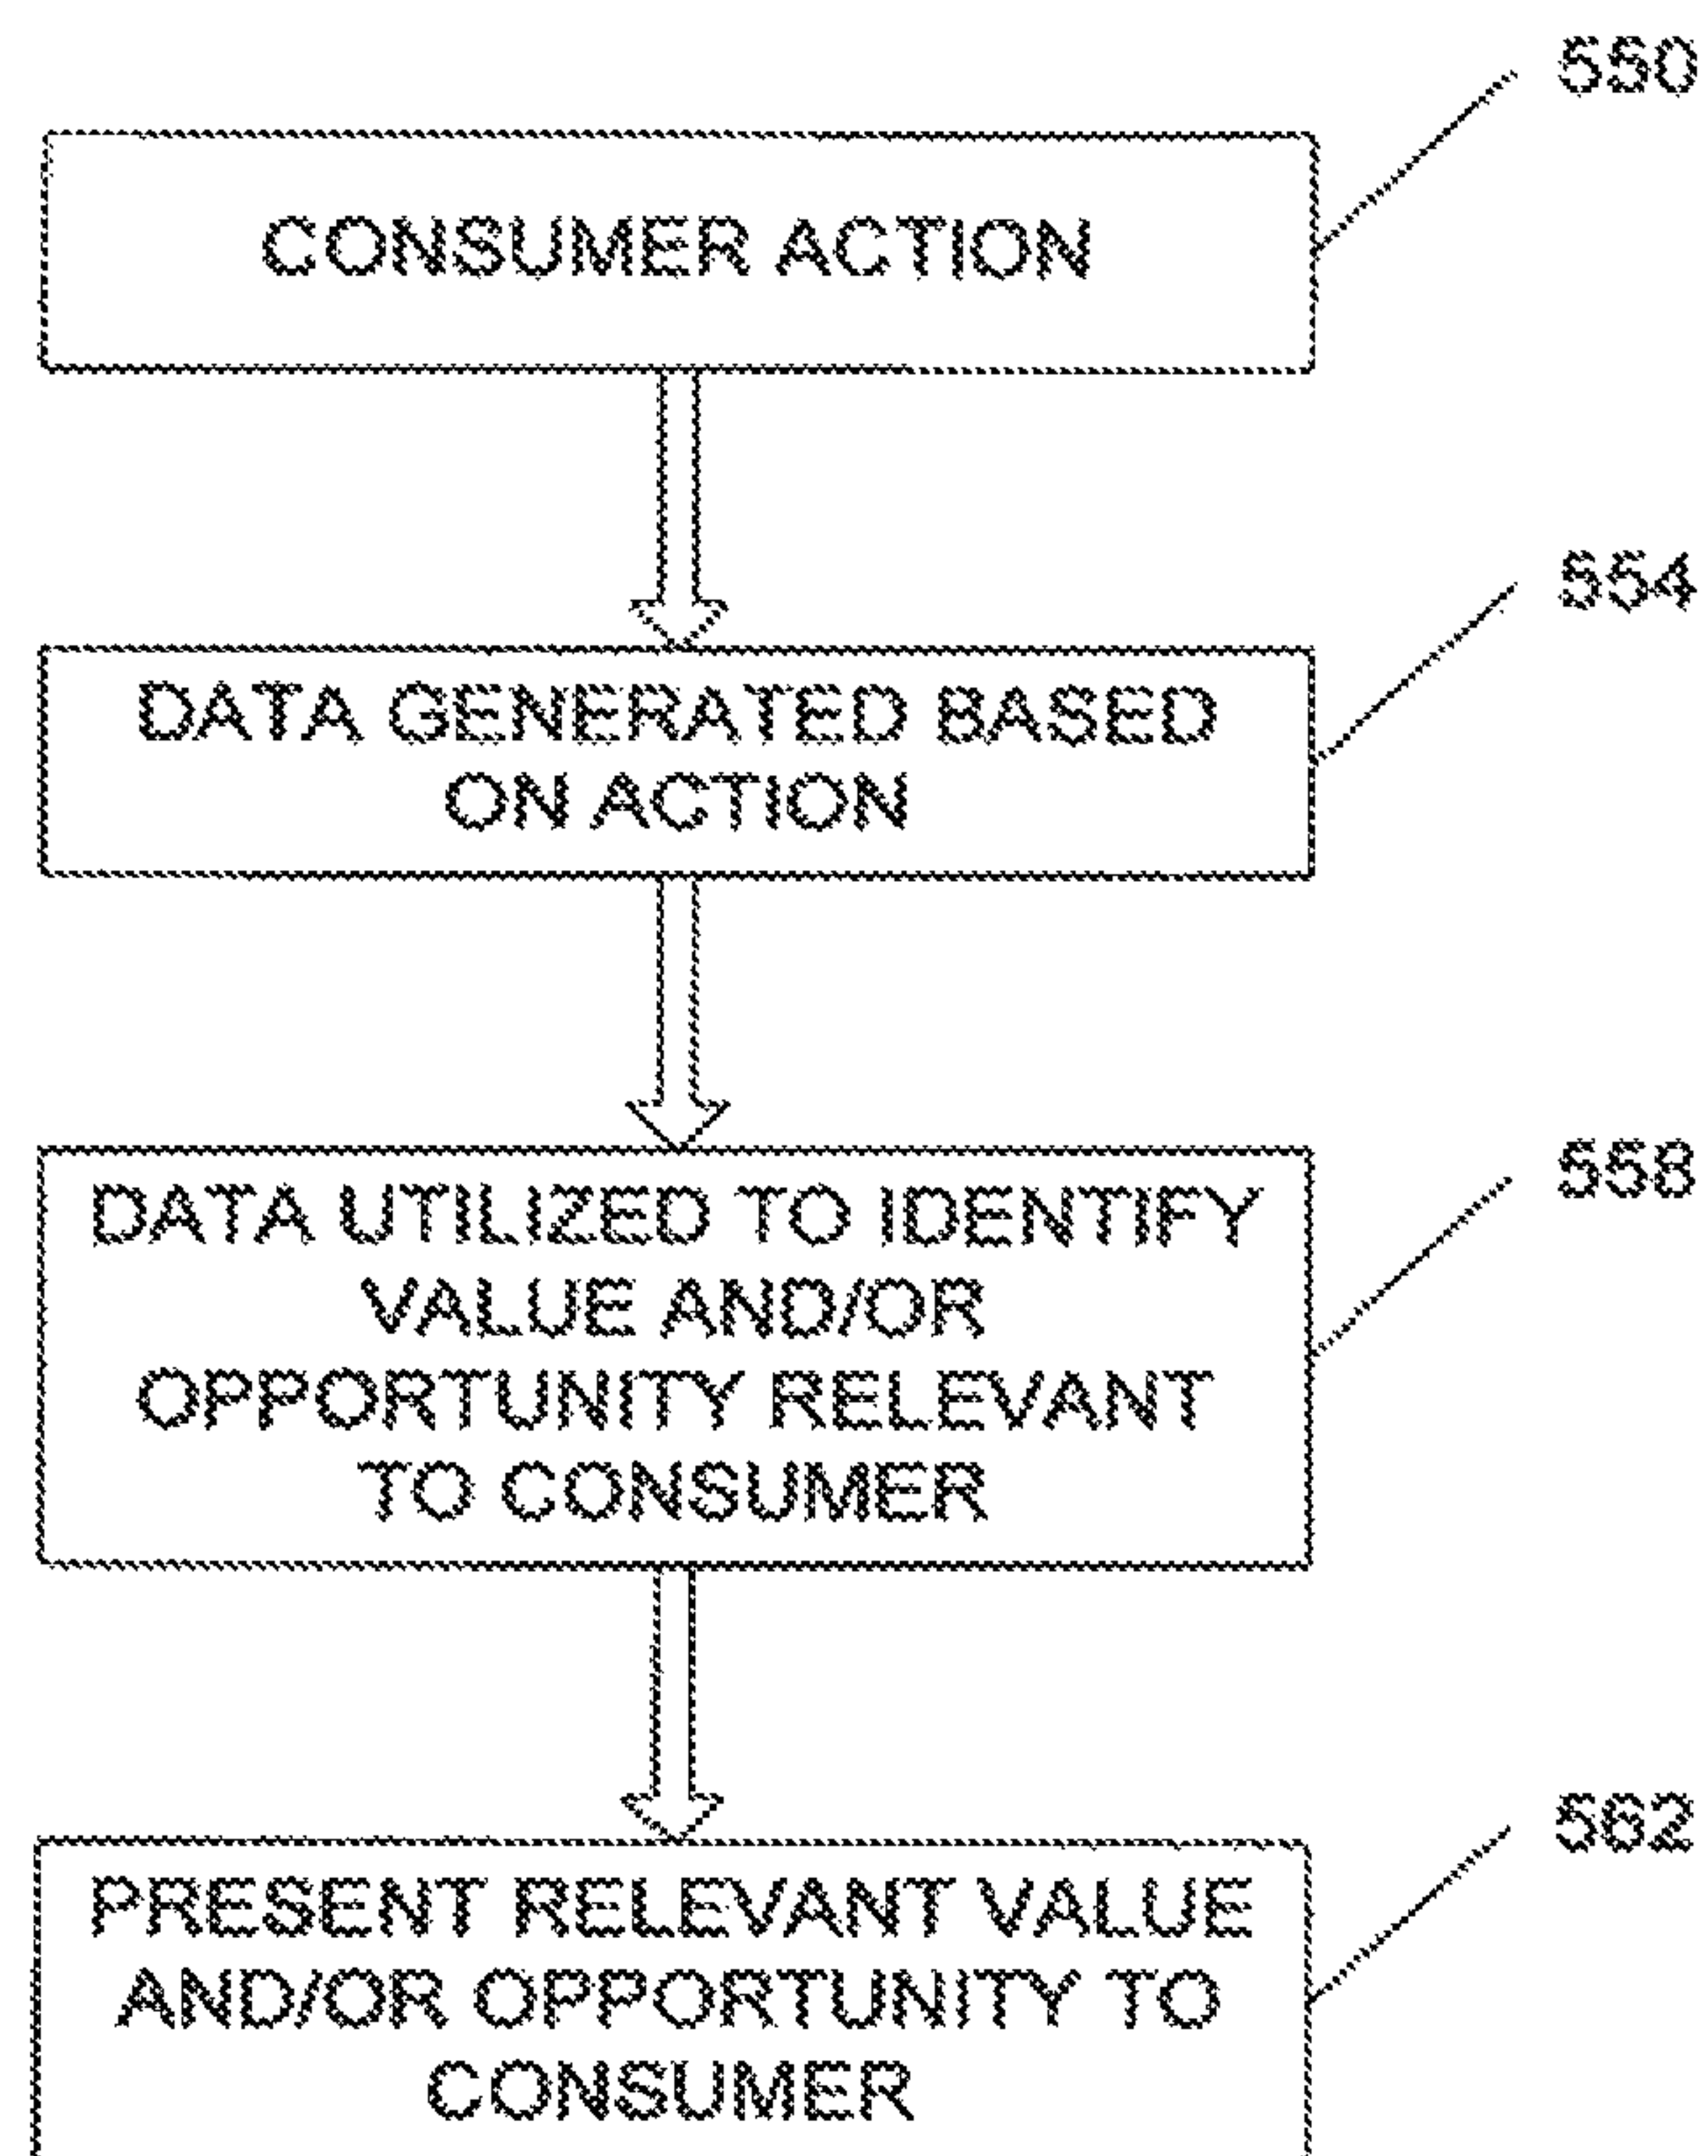 550
CONSUMER ACTION
554
DATA GENERATED BASED
ON ACTION
558
DATA UTILIZED TO IDENTIFY
VALUE AND/OR
OPPORTUNITY RELEVANT
TO CONSUMER
562
PRESENT RELEVANT VALUE
AND/OR OPPORTUNITY TO
CONSUMER